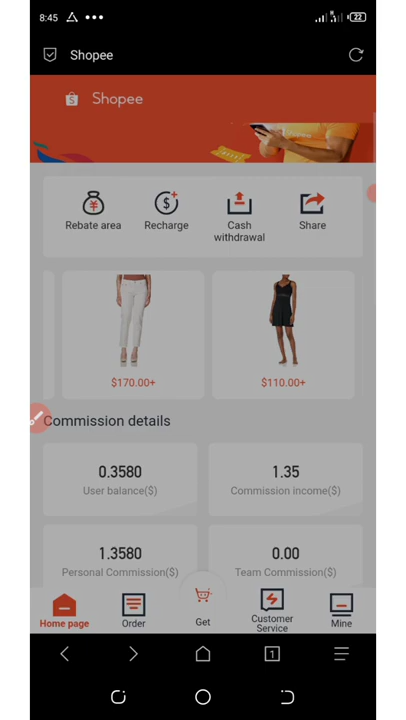 8:45
22
Shopee
Shopee
Rebate area
Recharge
Cash
withdrawal
Share
$170.00+
$110.00+
Commission details
0.3580
User balance($)
1.35
Commission income($)
1.3580
Personal Commission($)
0.00
Team Commission($)
Home page
Order
Get
Customer
Service
Mine
1